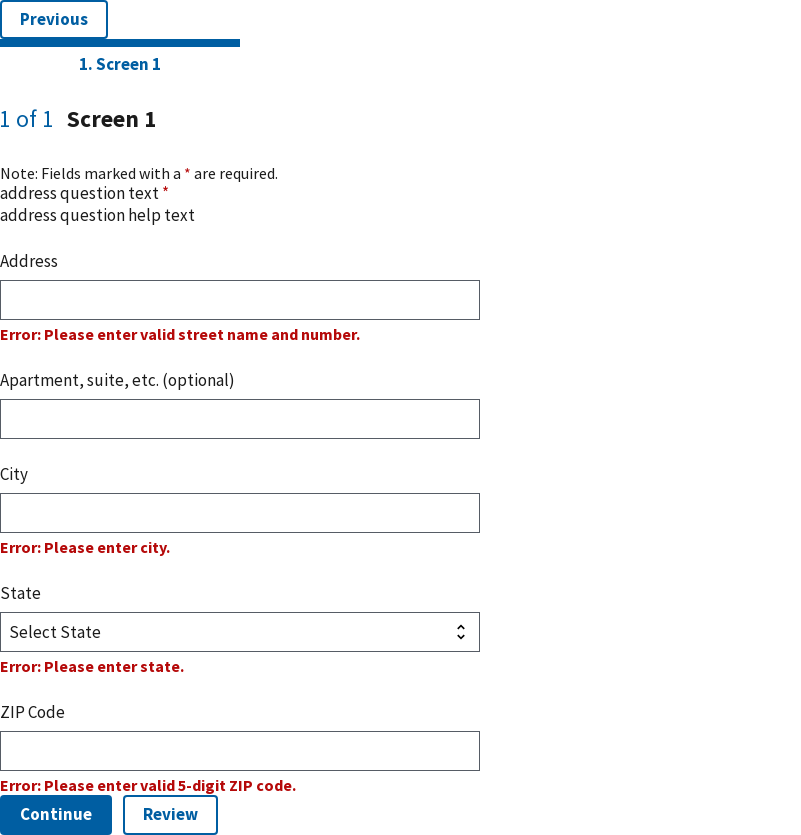 Previous
1. Screen 1
1 of 1 Screen 1
Note: Fields marked with a * are required.
address question text *
address question help text
Address
Error: Please enter valid street name and number.
Apartment, suite, etc. (optional)
City
Error: Please enter city.
State
Select State
Error: Please enter state.
ZIP Code
Error: Please enter valid 5-digit ZIP code.
Continue Review